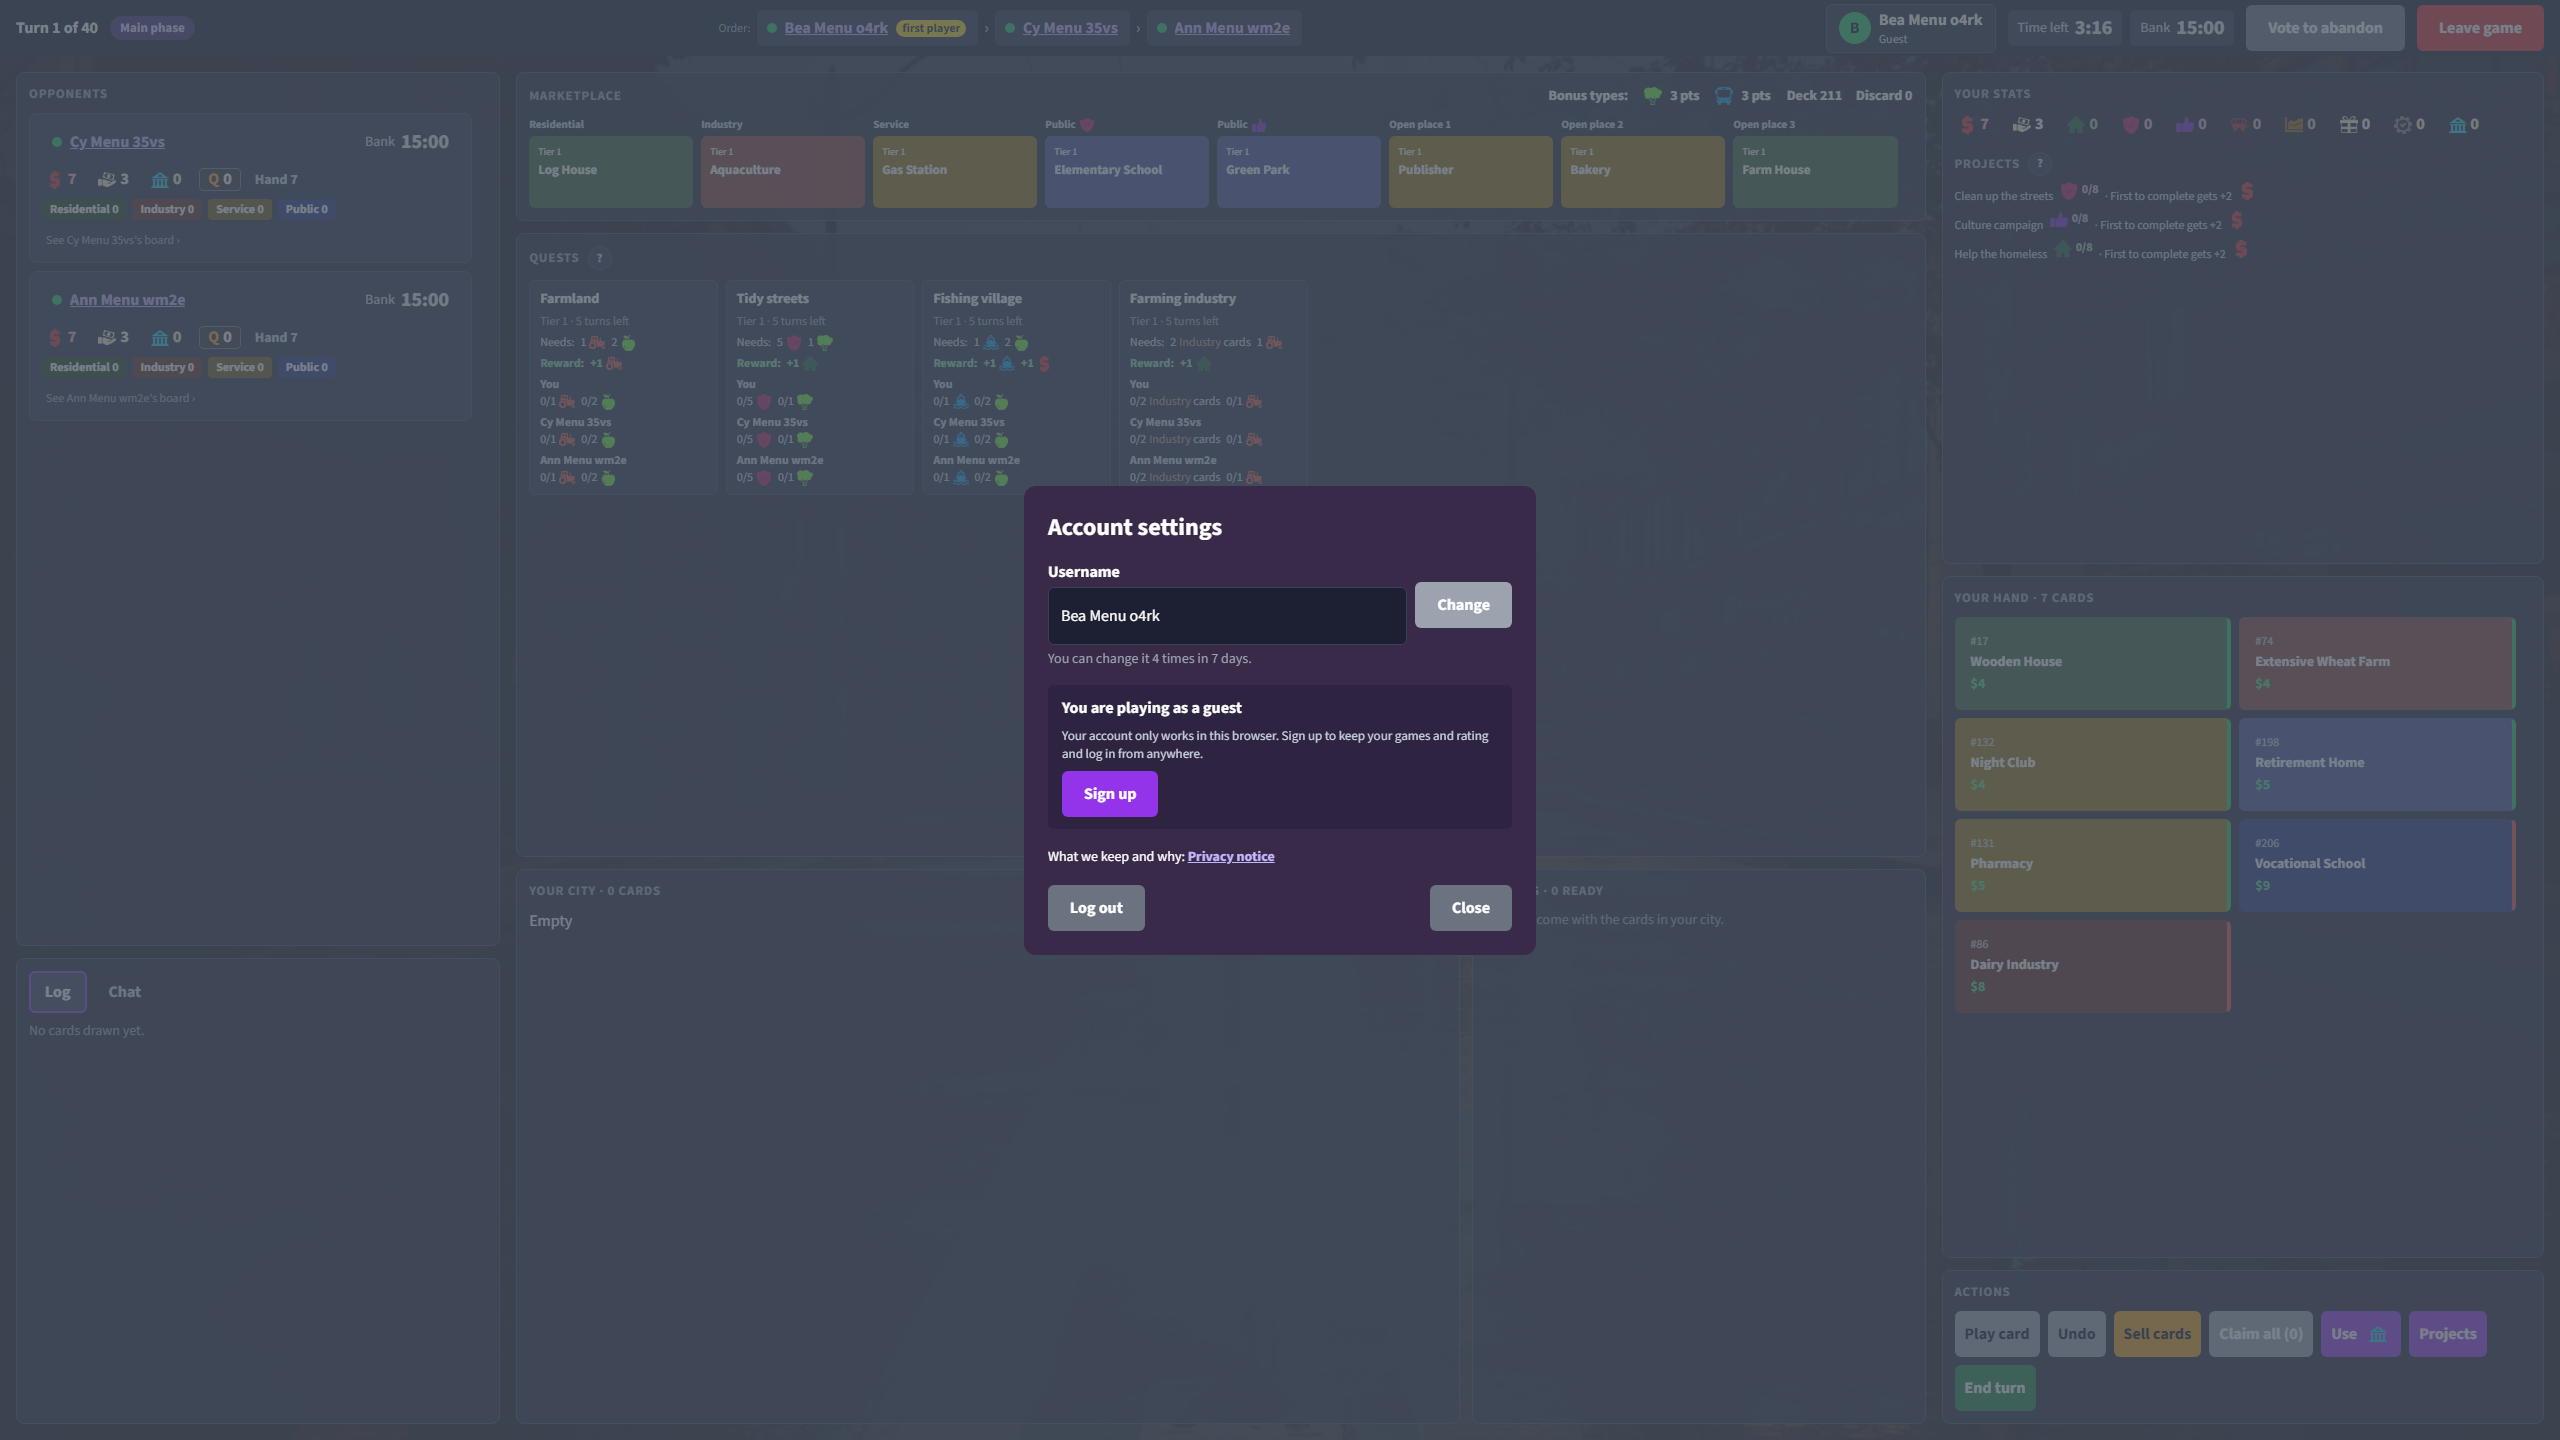 Turn 1 of 40 Main phase
Order: Bea Menu o4rk first player › Cy Menu 35vs › Ann Menu wm2e
B Bea Menu o4rk
Guest
Time left 3:16
Bank 15:00
Vote to abandon
Leave game
OPPONENTS
Cy Menu 35vs Bank 15:00
7 3 0 Q 0 Hand 7
Residential 0 Industry 0 Service 0 Public 0
See Cy Menu 35vs's board ›
Ann Menu wm2e Bank 15:00
7 3 0 Q 0 Hand 7
Residential 0 Industry 0 Service 0 Public 0
See Ann Menu wm2e's board ›
Log Chat
No cards drawn yet.
MARKETPLACE
Bonus types: 3 pts 3 pts Deck 211 Discard 0
Residential Industry Service Public Public Open place 1 Open place 2 Open place 3
Tier 1 Tier 1 Tier 1 Tier 1 Tier 1 Tier 1 Tier 1 Tier 1
Log House Aquaculture Gas Station Elementary School Green Park Publisher Bakery Farm House
QUESTS ?
Farmland
Tier 1 · 5 turns left
Needs: 1 2
Reward: +1
You
0/1 0/2
Cy Menu 35vs
0/1 0/2
Ann Menu wm2e
0/1 0/2
Tidy streets
Tier 1 · 5 turns left
Needs: 5 1
Reward: +1
You
0/5 0/1
Cy Menu 35vs
0/5 0/1
Ann Menu wm2e
0/5 0/1
Fishing village
Tier 1 · 5 turns left
Needs: 1 2
Reward: +1 +1 $
You
0/1 0/2
Cy Menu 35vs
0/1 0/2
Ann Menu wm2e
0/1 0/2
Farming industry
Tier 1 · 5 turns left
Needs: 2 Industry cards 1
Reward: +1
You
0/2 Industry cards 0/1
Cy Menu 35vs
0/2 Industry cards 0/1
Ann Menu wm2e
0/2 Industry cards 0/1
Account settings
Username
Bea Menu o4rk
Change
You can change it 4 times in 7 days.
You are playing as a guest
Your account only works in this browser. Sign up to keep your games and rating
and log in from anywhere.
Sign up
What we keep and why: Privacy notice
Log out
Close
YOUR CITY · 0 CARDS
Empty
· 0 READY
come with the cards in your city.
YOUR STATS
$ 7 3 0 0 0 0 0 0 0 0
PROJECTS ?
Clean up the streets 0/8 · First to complete gets +2 $
Culture campaign 0/8 · First to complete gets +2 $
Help the homeless 0/8 · First to complete gets +2 $
YOUR HAND · 7 CARDS
#17
Wooden House
$4
#74
Extensive Wheat Farm
$4
#132
Night Club
$4
#198
Retirement Home
$5
#131
Pharmacy
$5
#206
Vocational School
$9
#86
Dairy Industry
$8
ACTIONS
Play card Undo Sell cards Claim all (0) Use Projects
End turn